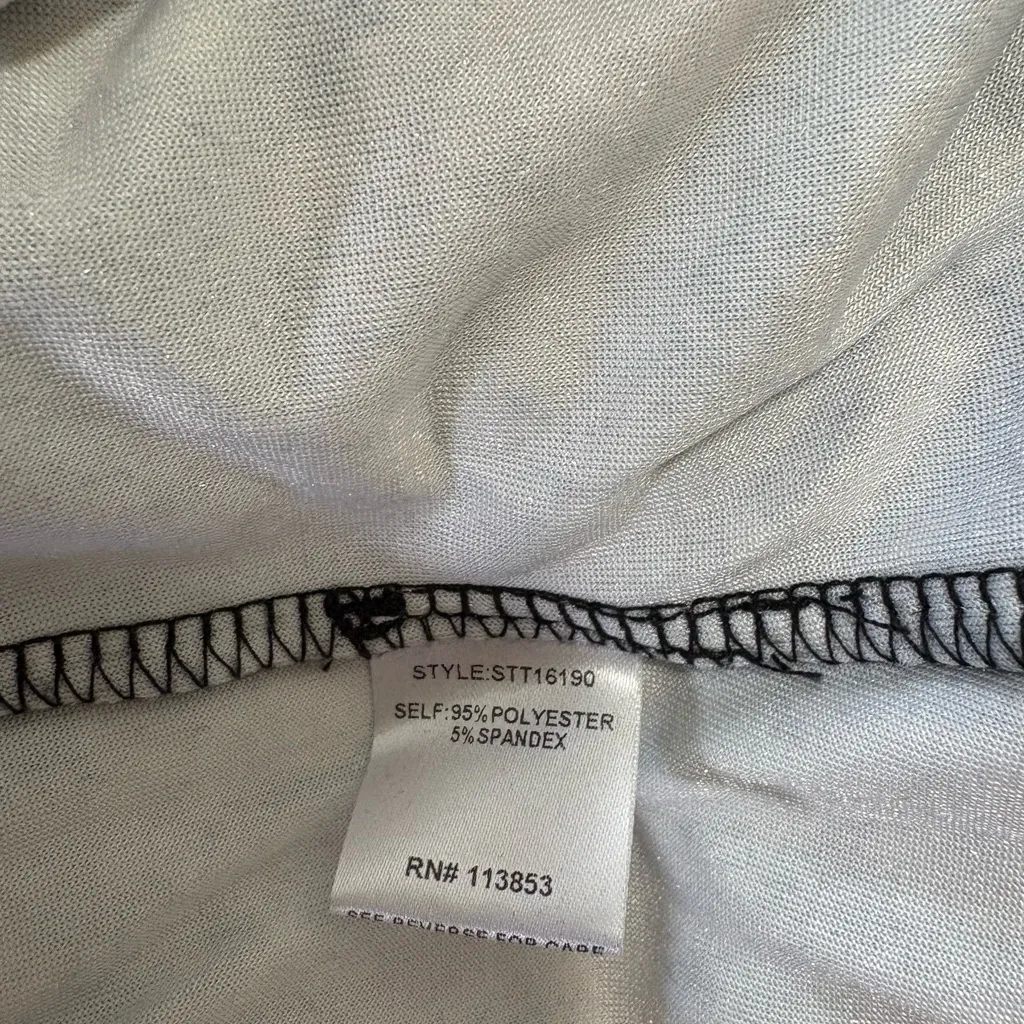 STYLE:STT16190
SELF:95%POLYESTER
5%SPANDEX
RN# 113853
SEE REVERSE FOR CARE